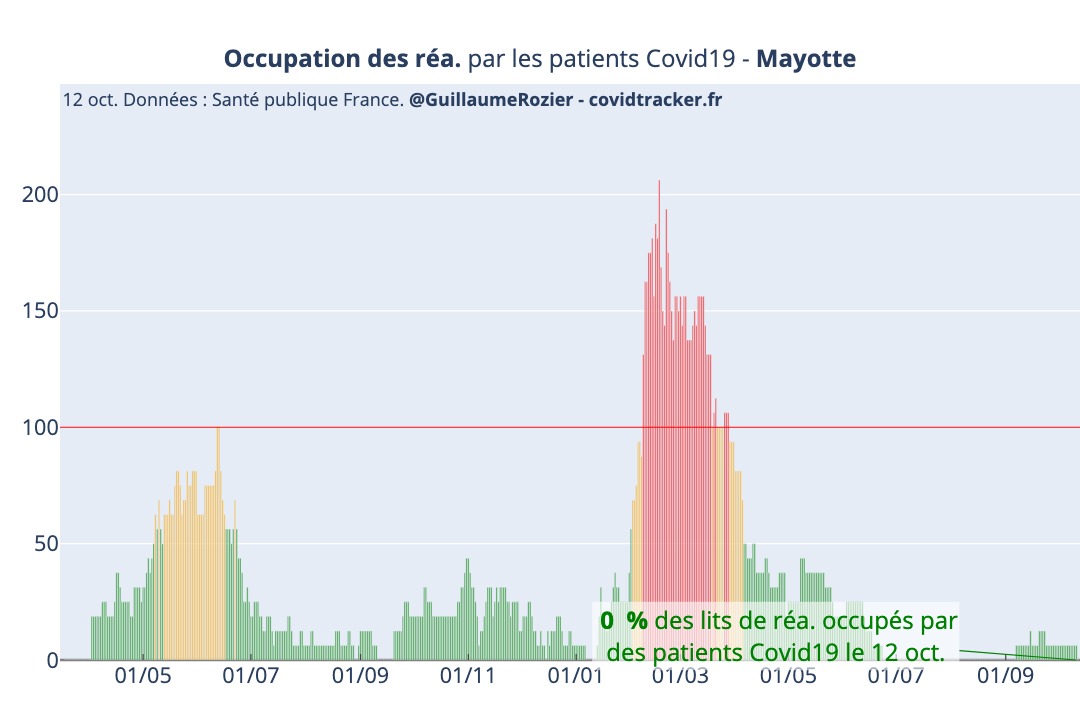 Occupation des réa. par les patients Covid19 - Mayotte
12 oct. Données : Santé publique France. @GuillaumeRozier - covidtracker.fr
200
150
100
50
0
0 % des lits de réa. occupés par
des patients Covid19 le 12 oct.
01/05 01/07 01/09 01/11 01/01 01/03 01/05 01/07 01/09